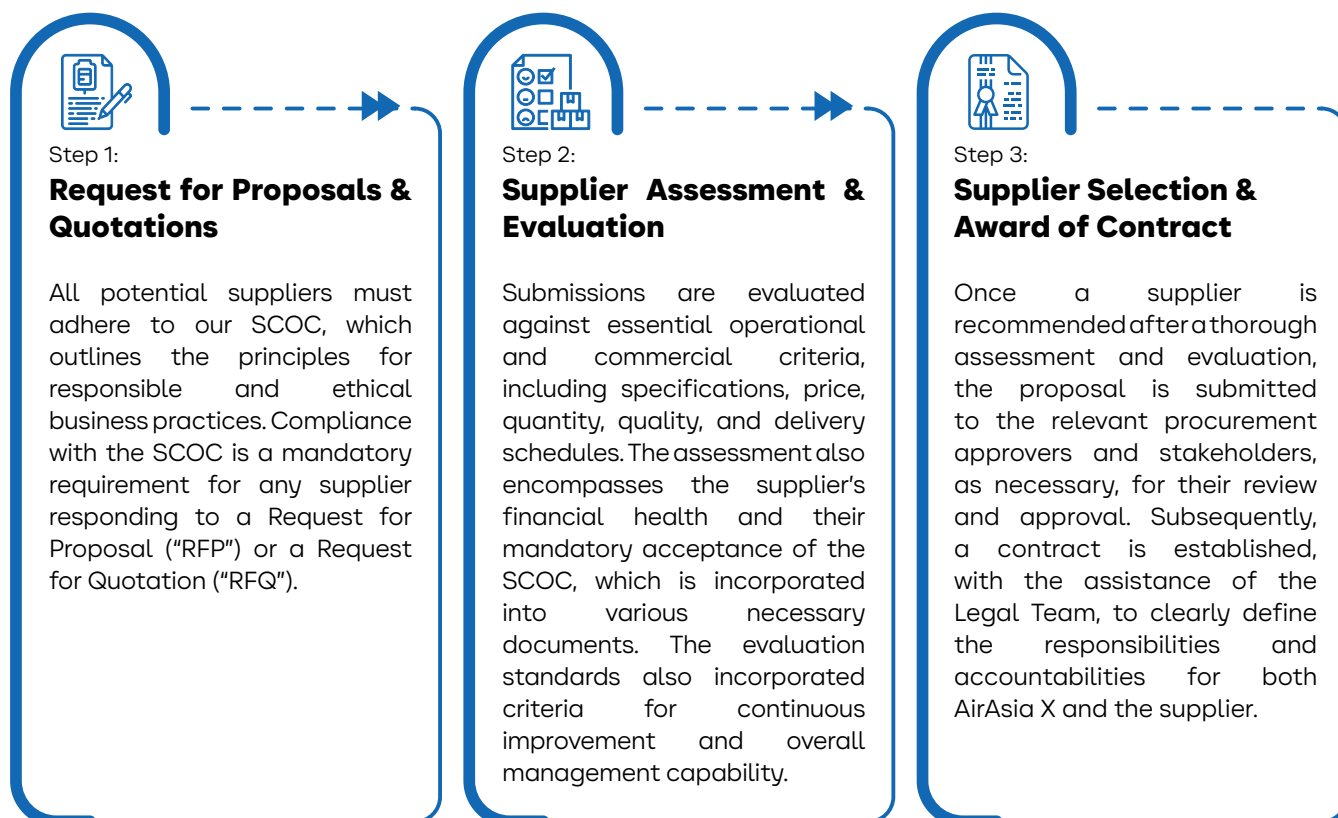 Step 1:
Request for Proposals &
Quotations
All potential suppliers must
adhere to our SCOC, which
outlines the principles for
responsible and ethical
business practices. Compliance
with the SCOC is a mandatory
requirement for any supplier
responding to a Request for
Proposal (“RFP”) or a Request
for Quotation (“RFQ”).
Step 2:
Supplier Assessment &
Evaluation
Submissions are evaluated
against essential operational
and commercial criteria,
including specifications, price,
quantity, quality, and delivery
schedules. The assessment also
encompasses the supplier’s
financial health and their
mandatory acceptance of the
SCOC, which is incorporated
into various necessary
documents. The evaluation
standards also incorporated
criteria for continuous
improvement and overall
management capability.
Step 3:
Supplier Selection &
Award of Contract
Once a supplier is
recommended after a thorough
assessment and evaluation,
the proposal is submitted
to the relevant procurement
approvers and stakeholders,
as necessary, for their review
and approval. Subsequently,
a contract is established,
with the assistance of the
Legal Team, to clearly define
the responsibilities and
accountabilities for both
AirAsia X and the supplier.